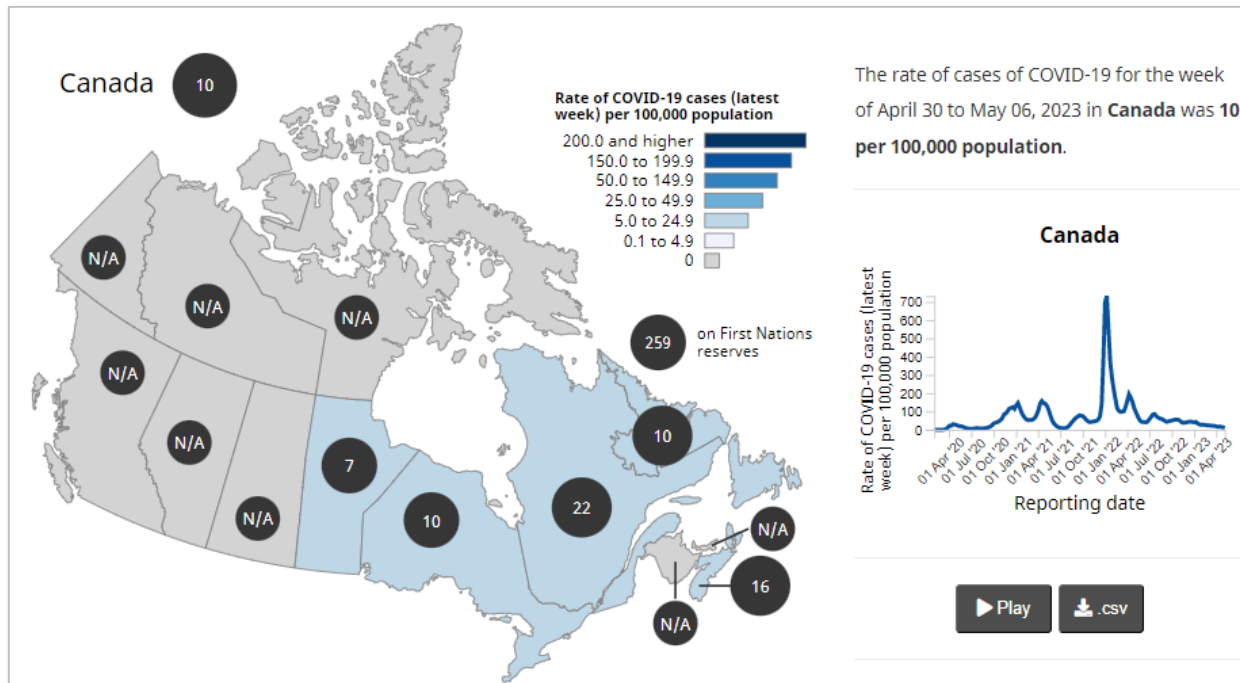 Canada
10
Rate of COVID-19 cases (latest
week) per 100,000 population
200.0 and higher
150.0 to 199.9
50.0 to 149.9
25.0 to 49.9
5.0 to 24.9
0.1 to 4.9
0
N/A
N/A
N/A
259
on First Nations
reserves
N/A
N/A
N/A
7
10
22
10
N/A
16
N/A
The rate of cases of COVID-19 for the week
of April 30 to May 06, 2023 in Canada was 10
per 100,000 population.
Canada
Rate of COVID-19 cases (latest
week) per 100,000 population
700
600
500
400
300
200
100
0
01 Apr '20
01 Jul '20
01 Oct '20
01 Jan '21
01 Apr '21
01 Jul '21
01 Oct '21
01 Jan '22
01 Apr '22
01 Jul '22
01 Oct '22
01 Jan '23
01 Apr '23
Reporting date
Play
.csv